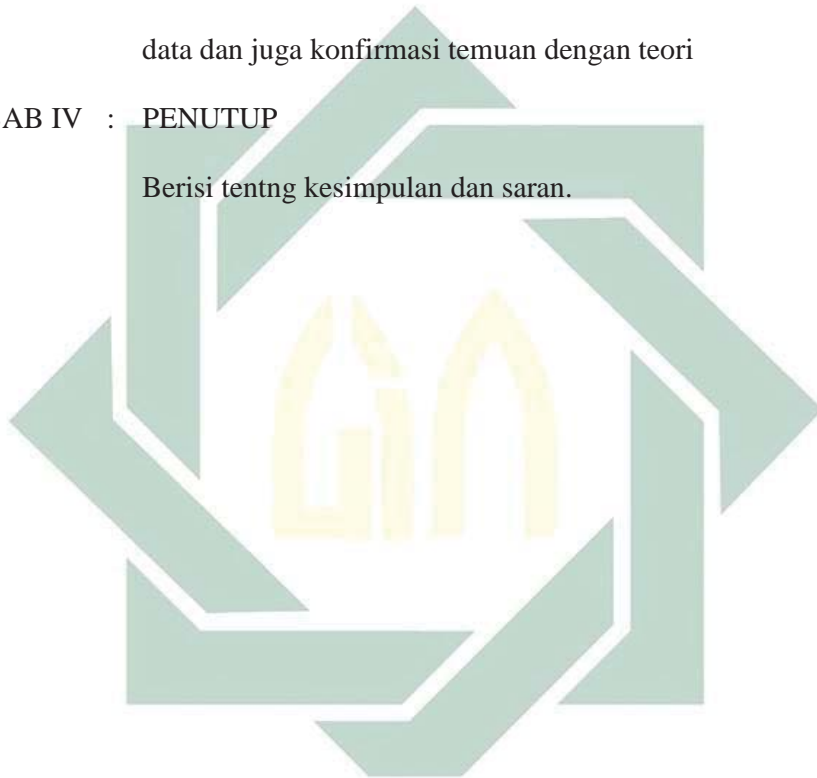 data dan juga konfirmasi temuan dengan teori
AB IV : PENUTUP
Berisi tentng kesimpulan dan saran.